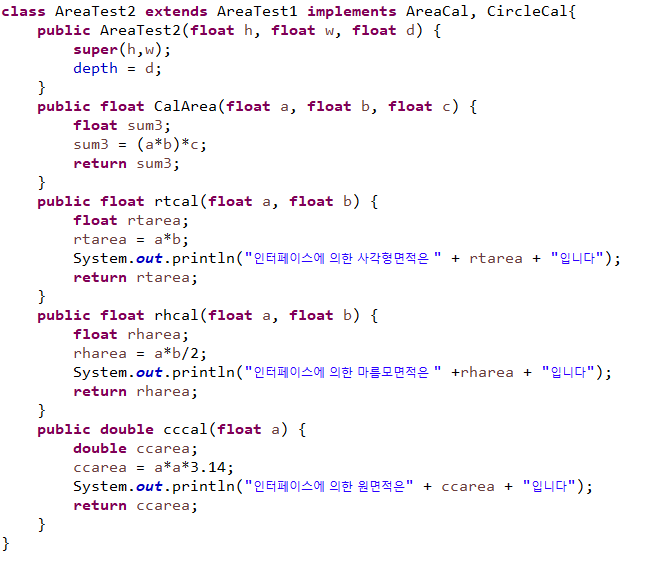 class AreaTest2 extends AreaTest1 implements AreaCal, CircleCal{
    public AreaTest2(float h, float w, float d) {
        super(h,w);
        depth = d;
    }
    public float CalArea(float a, float b, float c) {
        float sum3;
        sum3 = (a*b)*c;
        return sum3;
    }
    public float rtcal(float a, float b) {
        float rtarea;
        rtarea = a*b;
        System.out.println("인터페이스에 의한 사각형면적은 " + rtarea + "입니다");
        return rtarea;
    }
    public float rhcal(float a, float b) {
        float rharea;
        rharea = a*b/2;
        System.out.println("인터페이스에 의한 마름모면적은 " +rharea + "입니다");
        return rharea;
    }
    public double cccal(float a) {
        double ccarea;
        ccarea = a*a*3.14;
        System.out.println("인터페이스에 의한 원면적은" + ccarea + "입니다");
        return ccarea;
    }
}